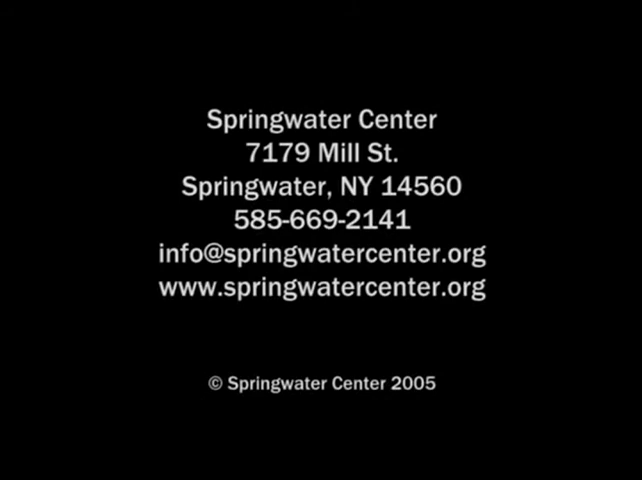 Springwater Center
7179 Mill St.
Springwater, NY 14560
585-669-2141
info@springwatercenter.org
www.springwatercenter.org
© Springwater Center 2005